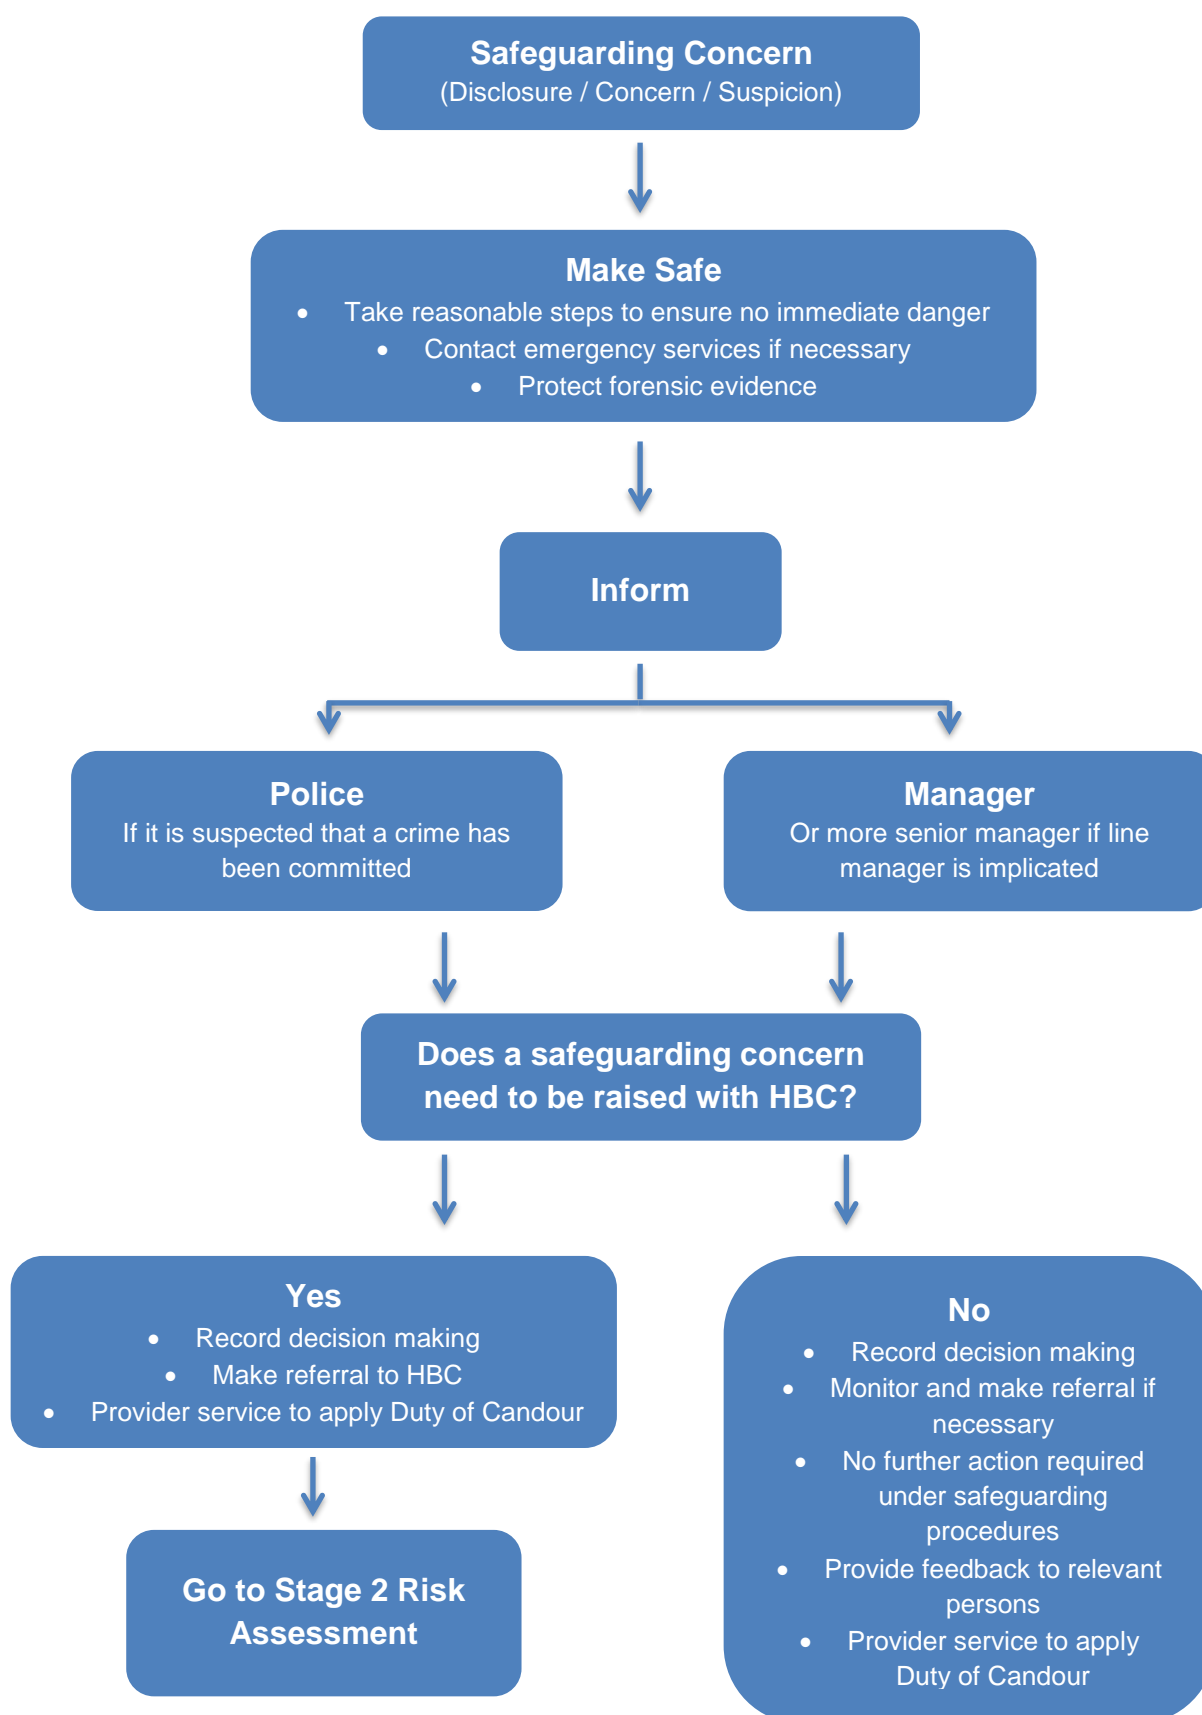 Safeguarding Concern
(Disclosure / Concern / Suspicion)
Make Safe
• Take reasonable steps to ensure no immediate danger
• Contact emergency services if necessary
• Protect forensic evidence
Inform
Police
If it is suspected that a crime has
been committed
Manager
Or more senior manager if line
manager is implicated
Does a safeguarding concern
need to be raised with HBC?
Yes
• Record decision making
• Make referral to HBC
• Provider service to apply Duty of Candour
Go to Stage 2 Risk
Assessment
No
• Record decision making
• Monitor and make referral if
necessary
• No further action required
under safeguarding
procedures
• Provide feedback to relevant
persons
• Provider service to apply
Duty of Candour